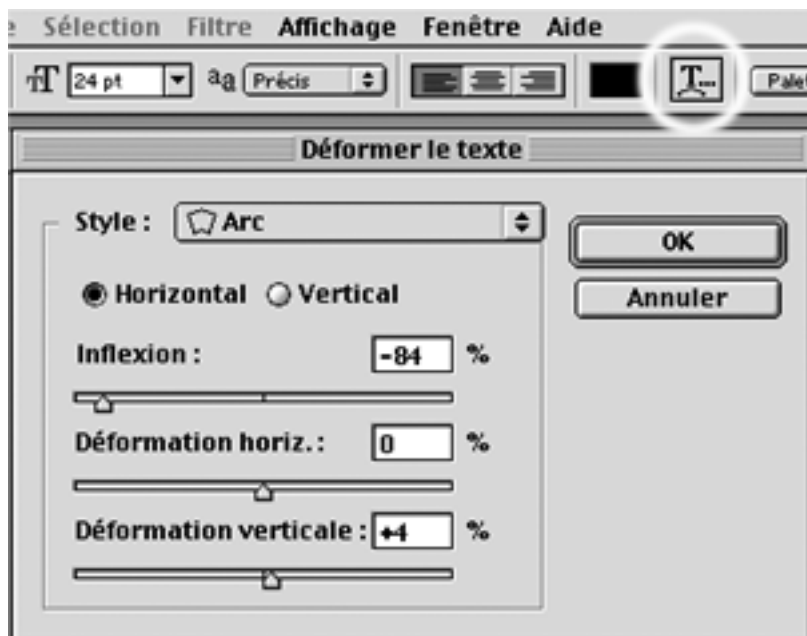 Sélection Filtre Affichage Fenêtre Aide
T 24 pt aa Précis T...
Déformer le texte
Style : Arc
OK
Horizontal Vertical
Annuler
Inflexion : -84 %
Déformation horiz. : 0 %
Déformation verticale : +4 %